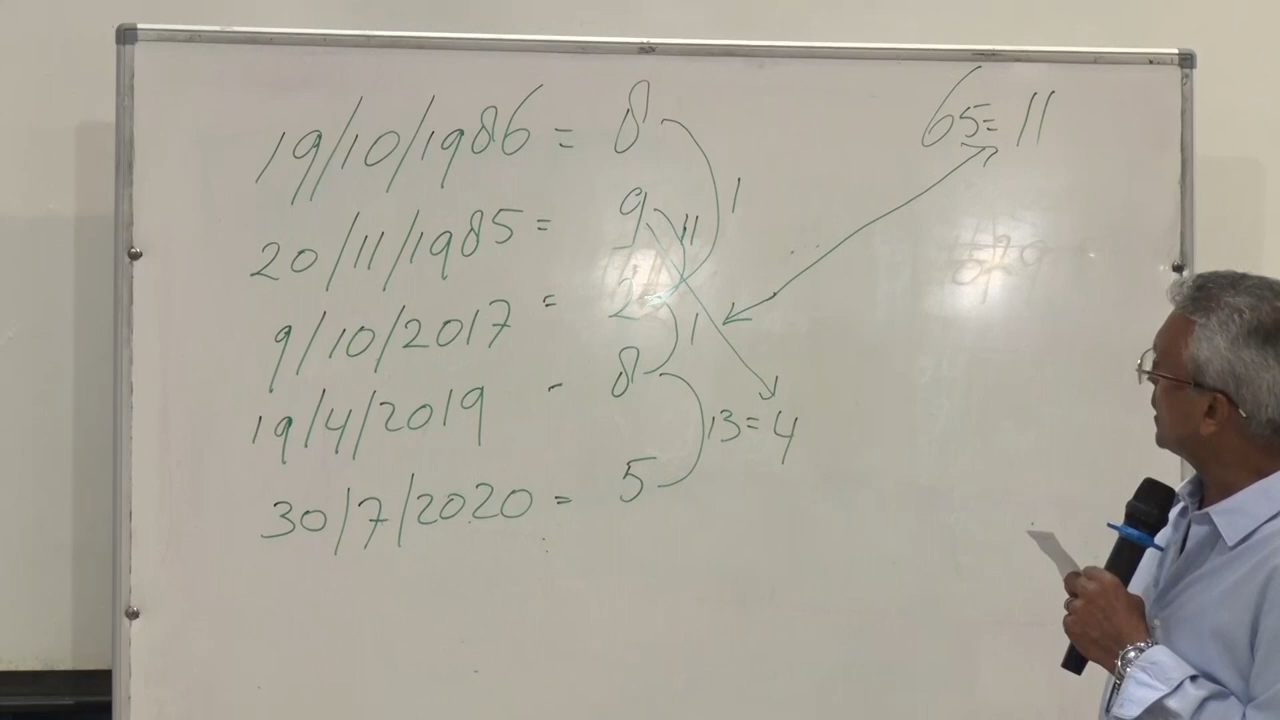 19/10/1986 = 8
65 = 11
1
20/11/1985 = 9
11
9/10/2017 = 2
1
19/4/2019 - 8
13 = 4
30/7/2020 = 5